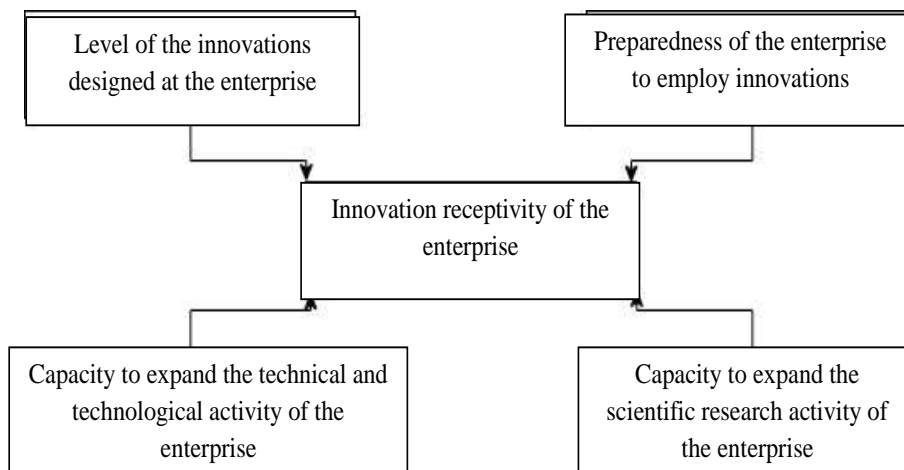 Level of the innovations
designed at the enterprise
Preparedness of the enterprise
to employ innovations
Innovation receptivity of the
enterprise
Capacity to expand the technical and
technological activity of the
enterprise
Capacity to expand the
scientific research activity of
the enterprise